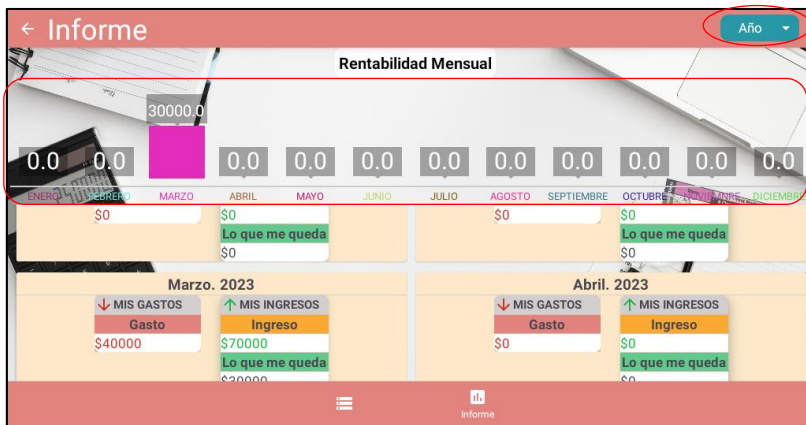 Informe
Año
Rentabilidad Mensual
30000.0
0.0 0.0 0.0 0.0 0.0 0.0 0.0 0.0 0.0 0.0 0.0
ENERO FEBRERO MARZO ABRIL MAYO JUNIO JULIO AGOSTO SEPTIEMBRE OCTUBRE NOVIEMBRE DICIEMBRE
$0 $0 $0 $0
Lo que me queda Lo que me queda
$0 $0
Marzo. 2023 Abril. 2023
MIS GASTOS MIS INGRESOS MIS GASTOS MIS INGRESOS
Gasto Ingreso Gasto Ingreso
$40000 $70000 $0 $0
Lo que me queda Lo que me queda
$30000 $0
Informe